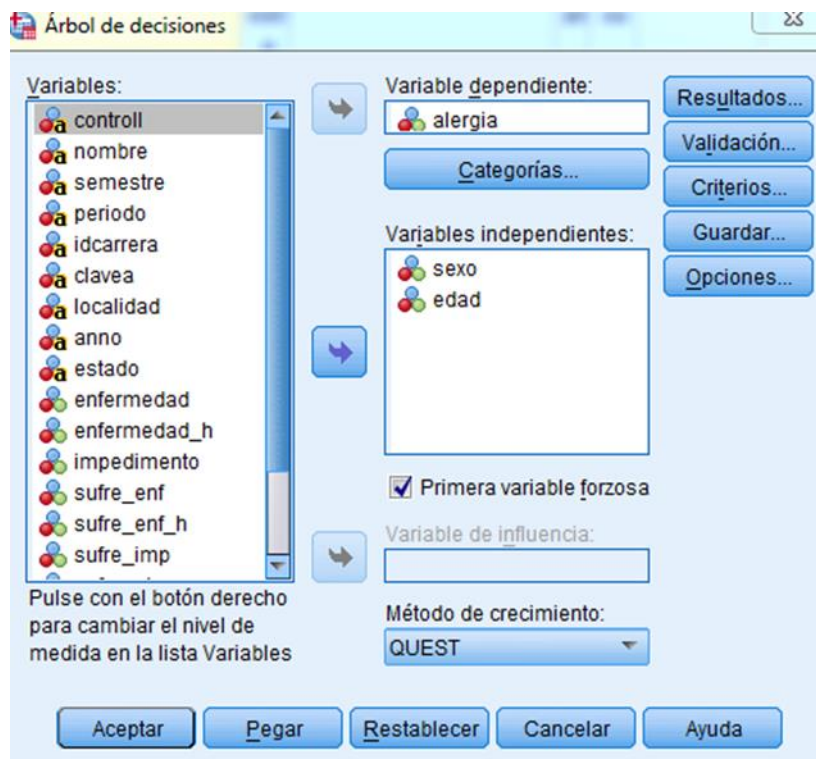 Árbol de decisiones
Variables:
controll
nombre
semestre
periodo
idcarrera
clavea
localidad
anno
estado
enfermedad
enfermedad_h
impedimento
sufre_enf
sufre_enf_h
sufre_imp
Pulse con el botón derecho
para cambiar el nivel de
medida en la lista Variables
Variable dependiente:
alergia
Categorías...
Variables independientes:
sexo
edad
Primera variable forzosa
Variable de influencia:
Método de crecimiento:
QUEST
Resultados...
Validación...
Criterios...
Guardar...
Opciones...
Aceptar
Pegar
Restablecer
Cancelar
Ayuda